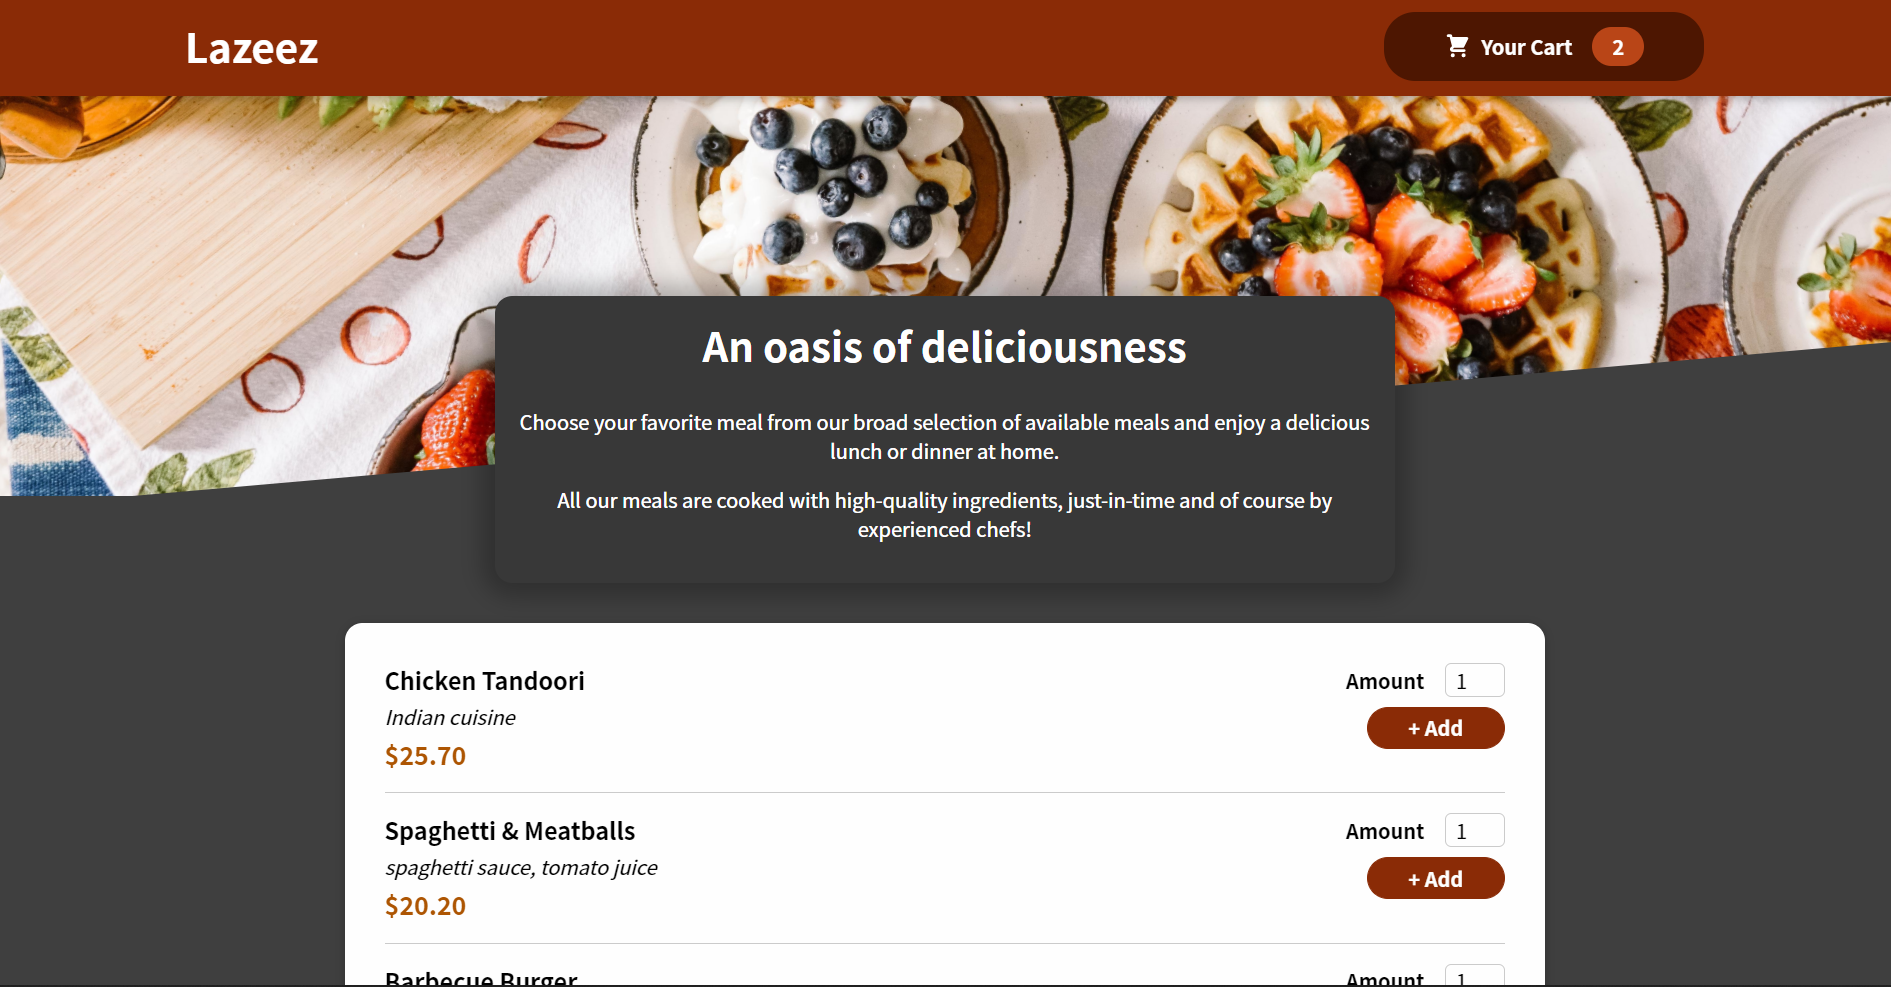 Lazeez
Your Cart 2
An oasis of deliciousness
Choose your favorite meal from our broad selection of available meals and enjoy a delicious
lunch or dinner at home.
All our meals are cooked with high-quality ingredients, just-in-time and of course by
experienced chefs!
Chicken Tandoori
Amount 1
Indian cuisine
+ Add
$25.70
Spaghetti & Meatballs
Amount 1
spaghetti sauce, tomato juice
+ Add
$20.20
Barbecue Burger
Amount 1